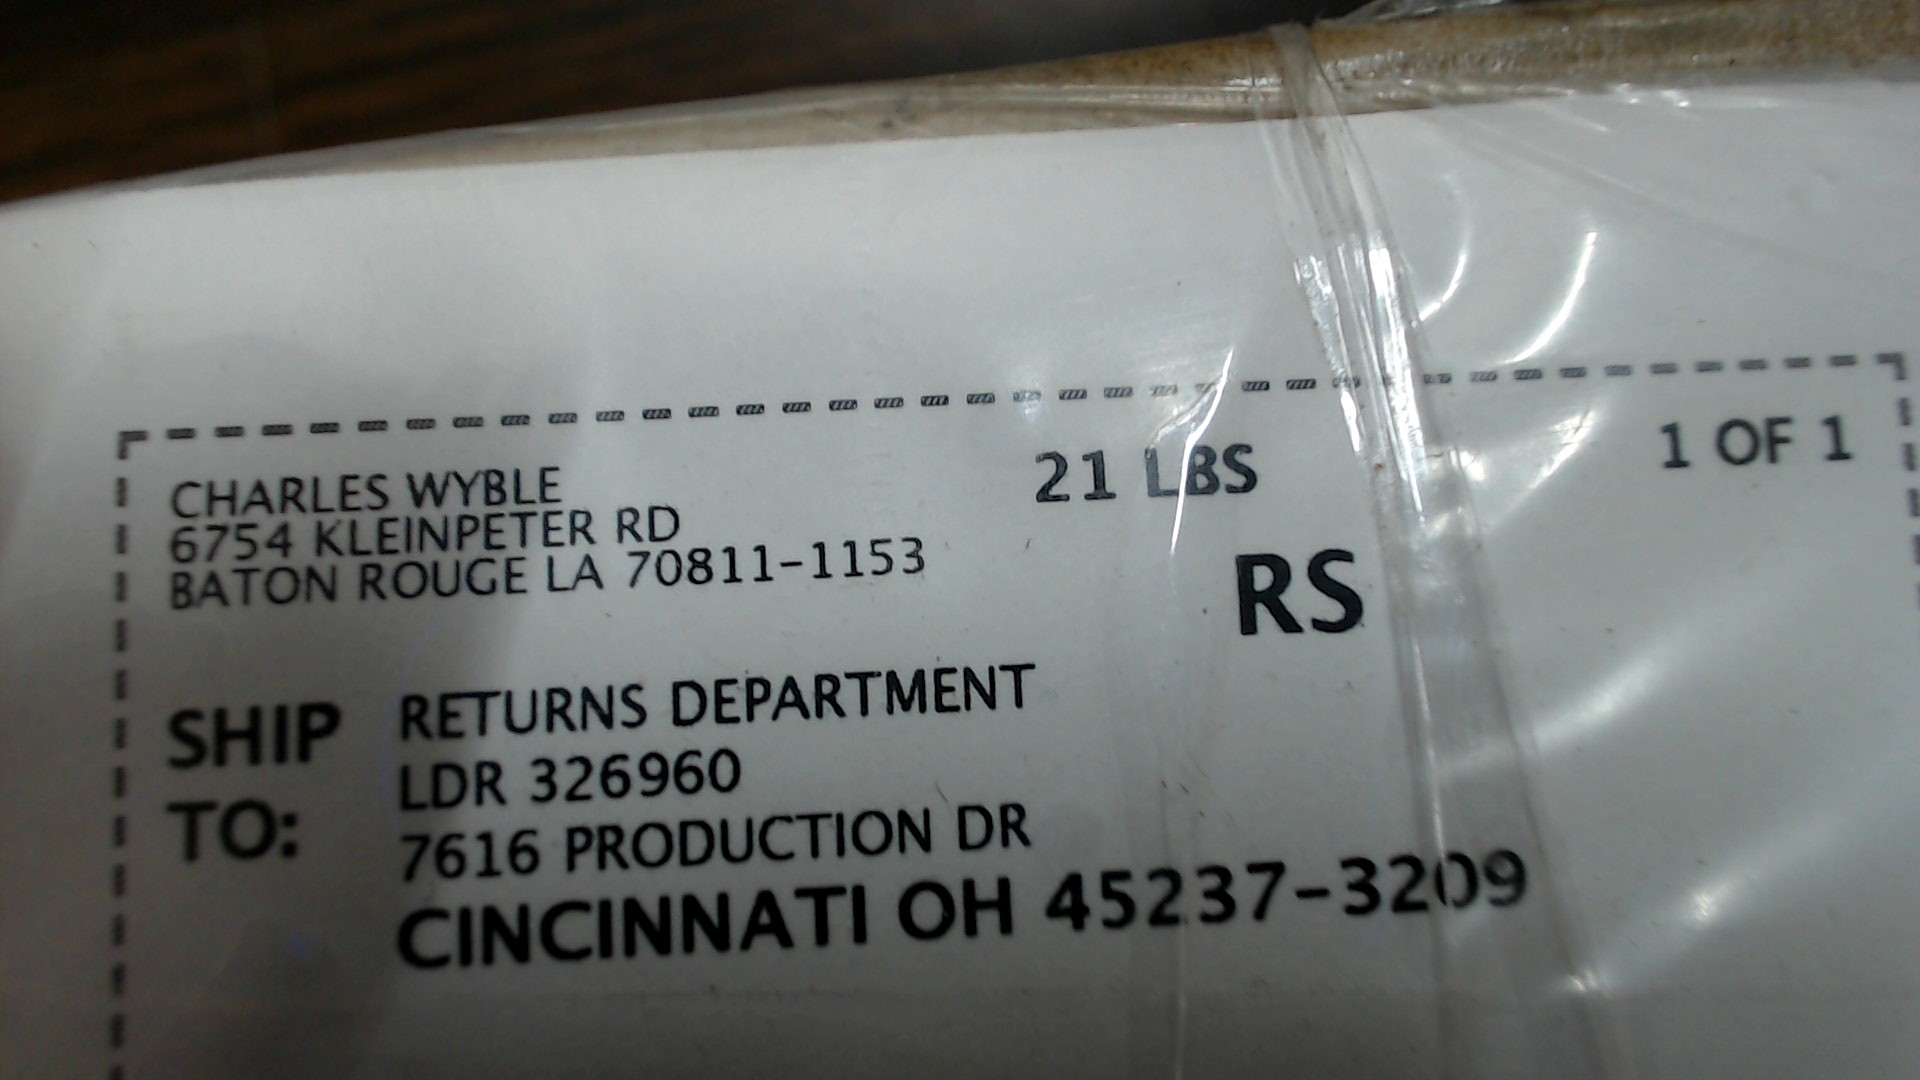 CHARLES WYBLE
6754 KLEINPETER RD
BATON ROUGE LA 70811-1153
21 LBS
1 OF 1
RS
SHIP TO:
RETURNS DEPARTMENT
LDR 326960
7616 PRODUCTION DR
CINCINNATI OH 45237-3209